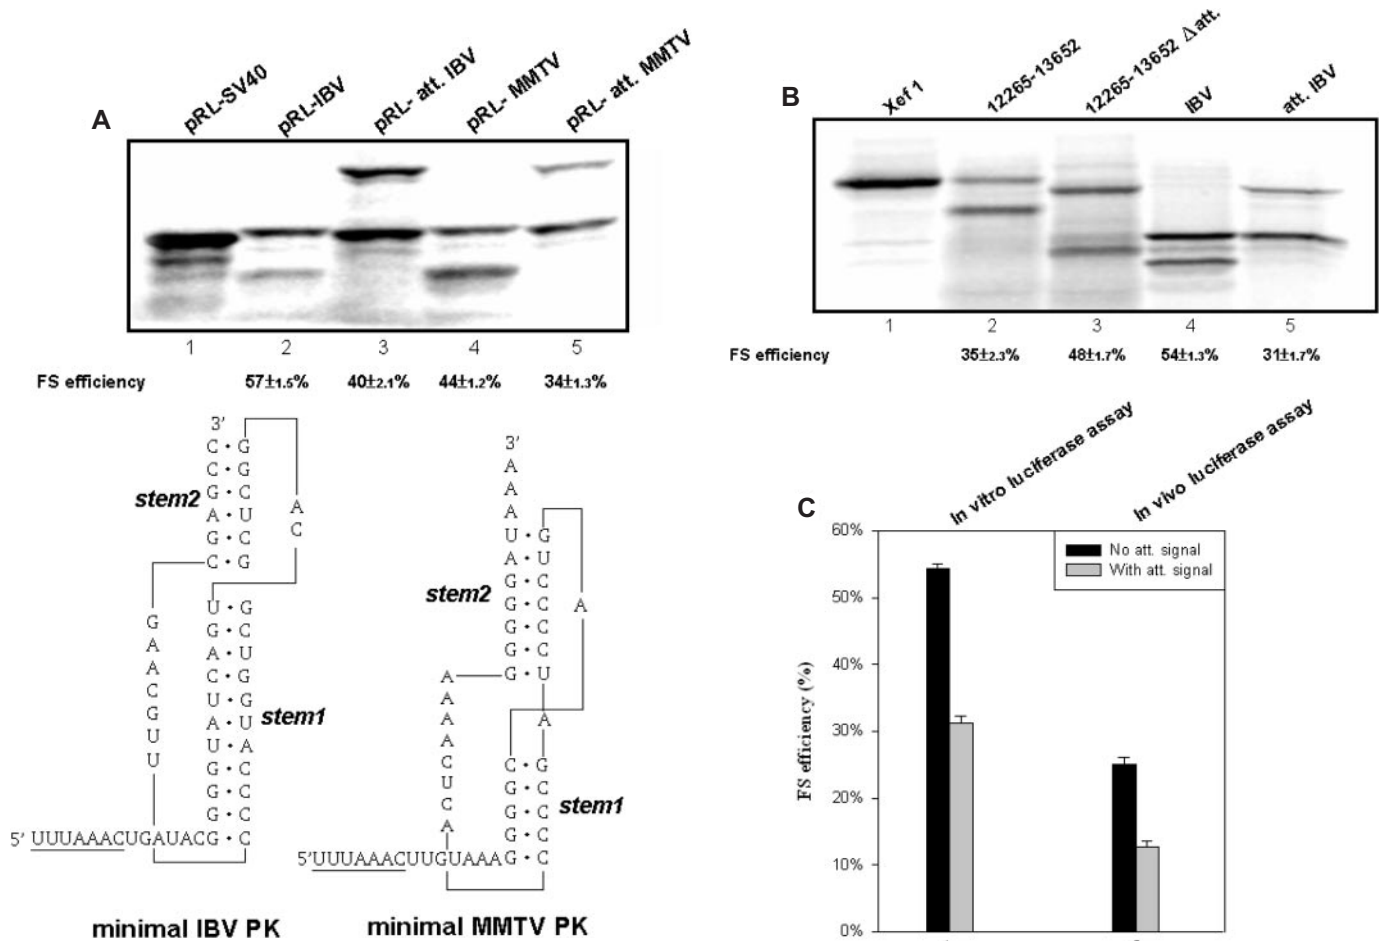 A
pRL-SV40
pRL-IBV
pRL- att. IBV
pRL- MMTV
pRL- att. MMTV
1 2 3 4 5
FS efficiency 57±1.5% 40±2.1% 44±1.2% 34±1.3%
B
Xef 1
12265-13652
12265-13652 Δatt.
IBV
att. IBV
1 2 3 4 5
FS efficiency 35±2.3% 48±1.7% 54±1.3% 31±1.7%
3'
C·G
C·G
G·C
A·U
G·C
C·G
stem2
A
C
G
A
A
C
G
U
U
U·G
G·C
A·U
C·G
U·G
A·U
U·A
G·C
G·C
G·C
stem1
5' UUUAAACUGAUACG·C
minimal IBV PK
3'
A
A
A
U·G
A·U
G·C
G·C
G·C
G·C
G·U
stem2
A
A
A
A
A
C
U
C
A
A
C·G
G·C
G·C
G·C
stem1
5'UUUAAACUUGUAAAG·C
minimal MMTV PK
C
In vitro luciferase assay
In vivo luciferase assay
No att. signal
With att. signal
FS efficiency (%)
60%
50%
40%
30%
20%
10%
0%